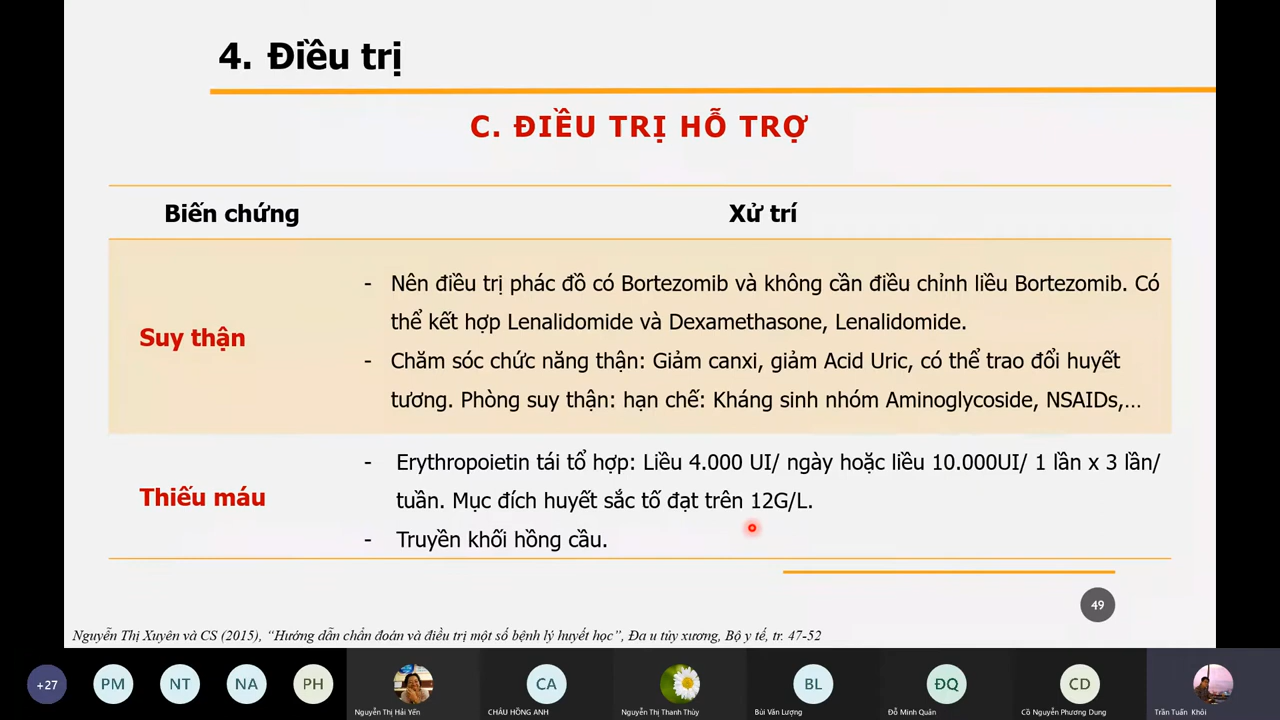 4. Điều trị
C. ĐIỀU TRỊ HỖ TRỢ
Biến chứng
Xử trí
Suy thận
- Nên điều trị phác đồ có Bortezomib và không cần điều chỉnh liều Bortezomib. Có
thể kết hợp Lenalidomide và Dexamethasone, Lenalidomide.
- Chăm sóc chức năng thận: Giảm canxi, giảm Acid Uric, có thể trao đổi huyết
tương. Phòng suy thận: hạn chế: Kháng sinh nhóm Aminoglycoside, NSAIDs,…
Thiếu máu
- Erythropoietin tái tổ hợp: Liều 4.000 UI/ ngày hoặc liều 10.000UI/ 1 lần x 3 lần/
tuần. Mục đích huyết sắc tố đạt trên 12G/L.
- Truyền khối hồng cầu.
49
Nguyễn Thị Xuyên và CS (2015), “Hướng dẫn chẩn đoán và điều trị một số bệnh lý huyết học”, Đa u tủy xương, Bộ y tế, tr. 47-52
+27
PM
NT
NA
PH
CA
BL
ĐQ
CD
Nguyễn Thị Hải Yến
CHÂU HỒNG ANH
Nguyễn Thị Thanh Thủy
Bùi Văn Lượng
Đỗ Minh Quân
Cồ Nguyễn Phương Dung
Trần Tuấn Khôi